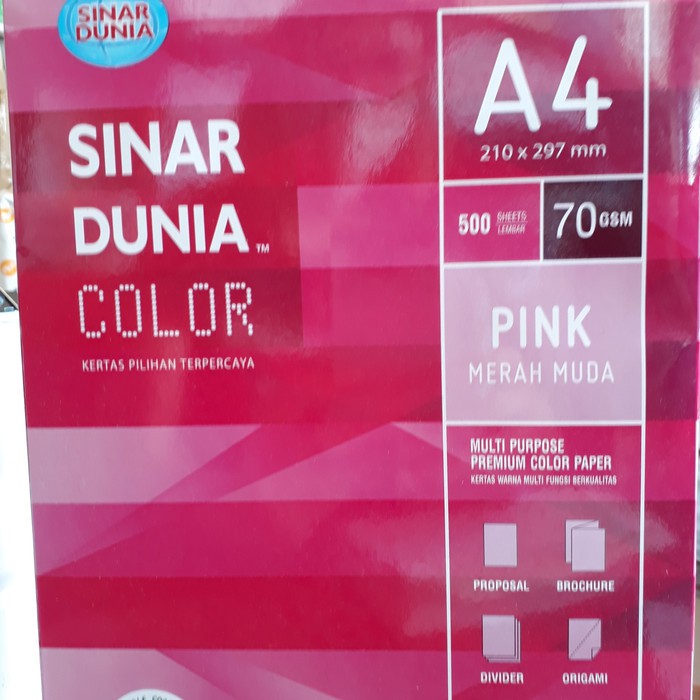 SINAR
DUNIA
SINAR
DUNIA™
COLOR
KERTAS PILIHAN TERPERCAYA
A4
210 x 297 mm
500 SHEETS
LEMBAR
70 GSM
PINK
MERAH MUDA
MULTI PURPOSE
PREMIUM COLOR PAPER
KERTAS WARNA MULTI FUNGSI BERKUALITAS
PROPOSAL
BROCHURE
DIVIDER
ORIGAMI